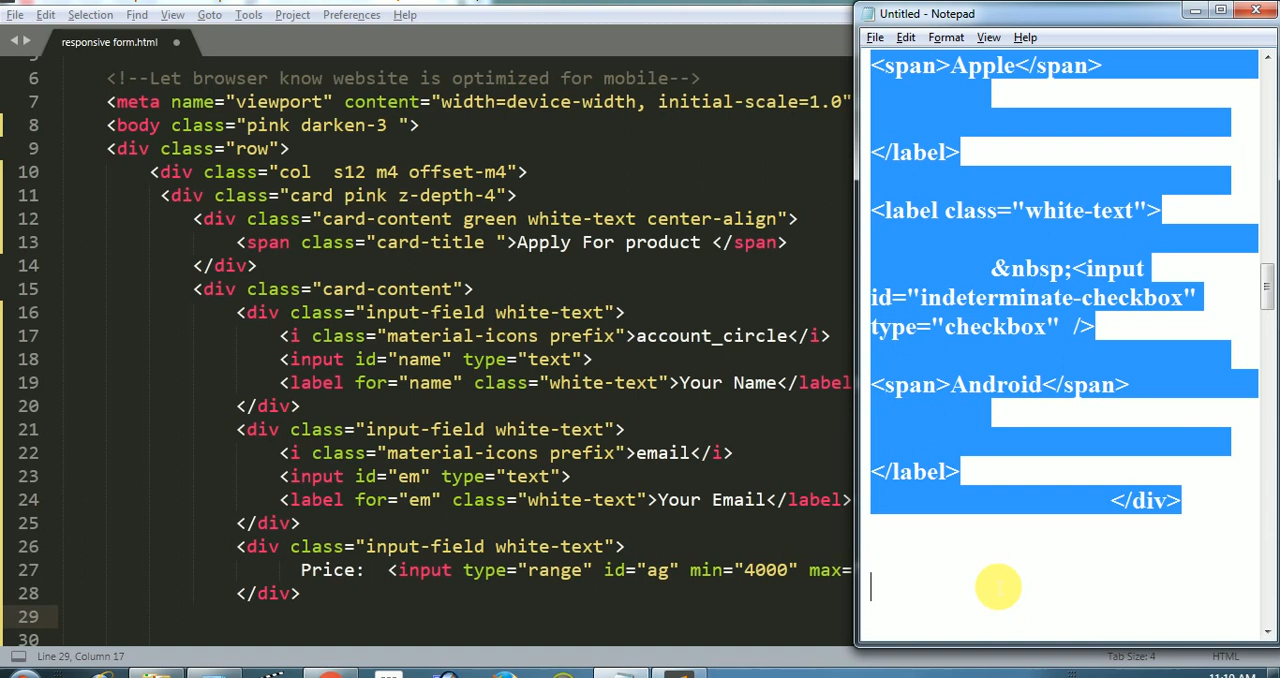 File Edit Selection Find View Goto Tools Project Preferences Help
responsive form.html
6 <!--Let browser know website is optimized for mobile-->
7 <meta name="viewport" content="width=device-width, initial-scale=1.0"
8 <body class="pink darken-3 ">
9 <div class="row">
10 <div class="col  s12 m4 offset-m4">
11 <div class="card pink z-depth-4">
12 <div class="card-content green white-text center-align">
13 <span class="card-title ">Apply For product </span>
14 </div>
15 <div class="card-content">
16 <div class="input-field white-text">
17 <i class="material-icons prefix">account_circle</i>
18 <input id="name" type="text">
19 <label for="name" class="white-text">Your Name</label
20 </div>
21 <div class="input-field white-text">
22 <i class="material-icons prefix">email</i>
23 <input id="em" type="text">
24 <label for="em" class="white-text">Your Email</label>
25 </div>
26 <div class="input-field white-text">
27 Price:  <input type="range" id="ag" min="4000" max=
28 </div>
29
30
Line 29, Column 17
Tab Size: 4 HTML
Untitled - Notepad
File Edit Format View Help
<span>Apple</span>
</label>
<label class="white-text">
&nbsp;<input
id="indeterminate-checkbox"
type="checkbox"  />
<span>Android</span>
</label>
</div>